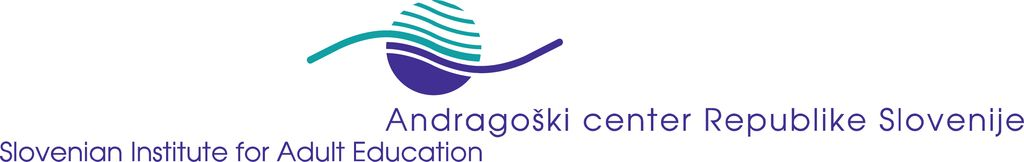 Andragoški center Republike Slovenije
Slovenian Institute for Adult Education